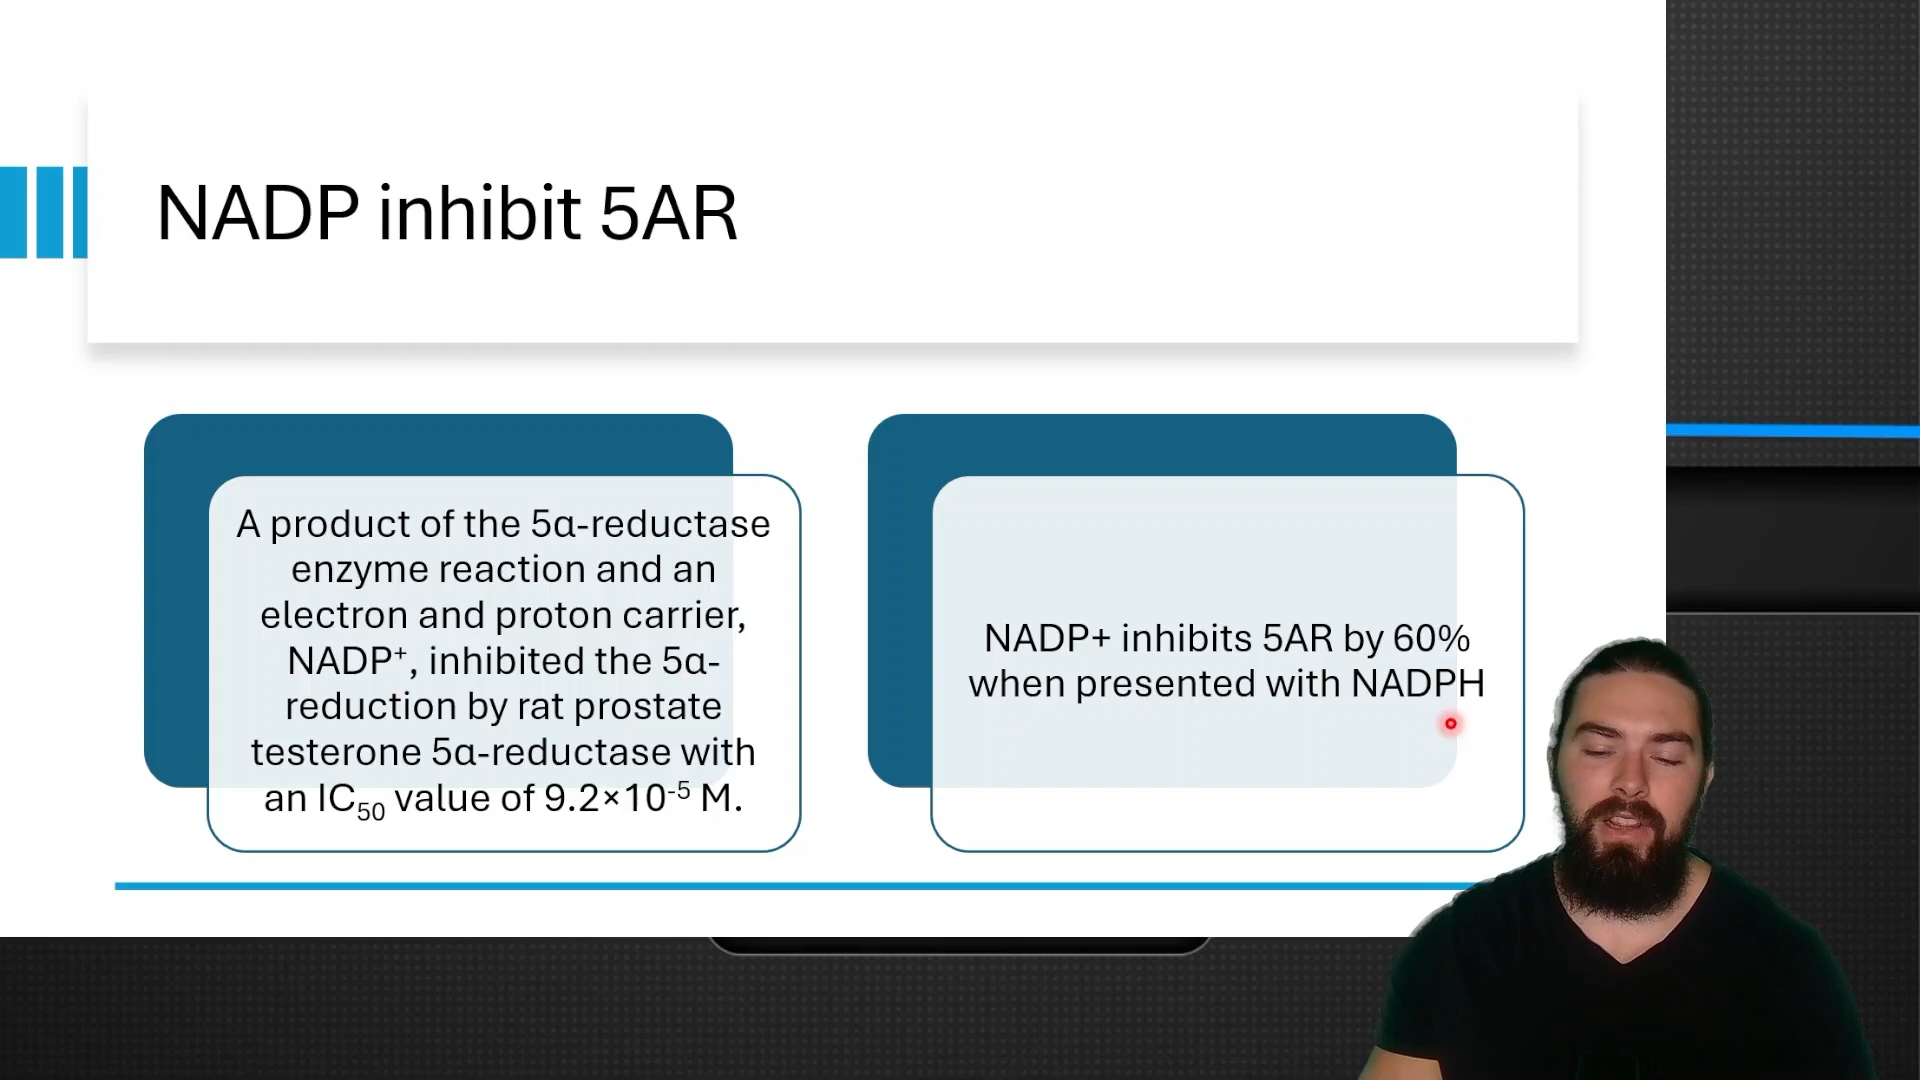 NADP inhibit 5AR
A product of the 5α-reductase
enzyme reaction and an
electron and proton carrier,
NADP⁺, inhibited the 5α-
reduction by rat prostate
testerone 5α-reductase with
an IC₅₀ value of 9.2×10⁻⁵ M.
NADP+ inhibits 5AR by 60%
when presented with NADPH